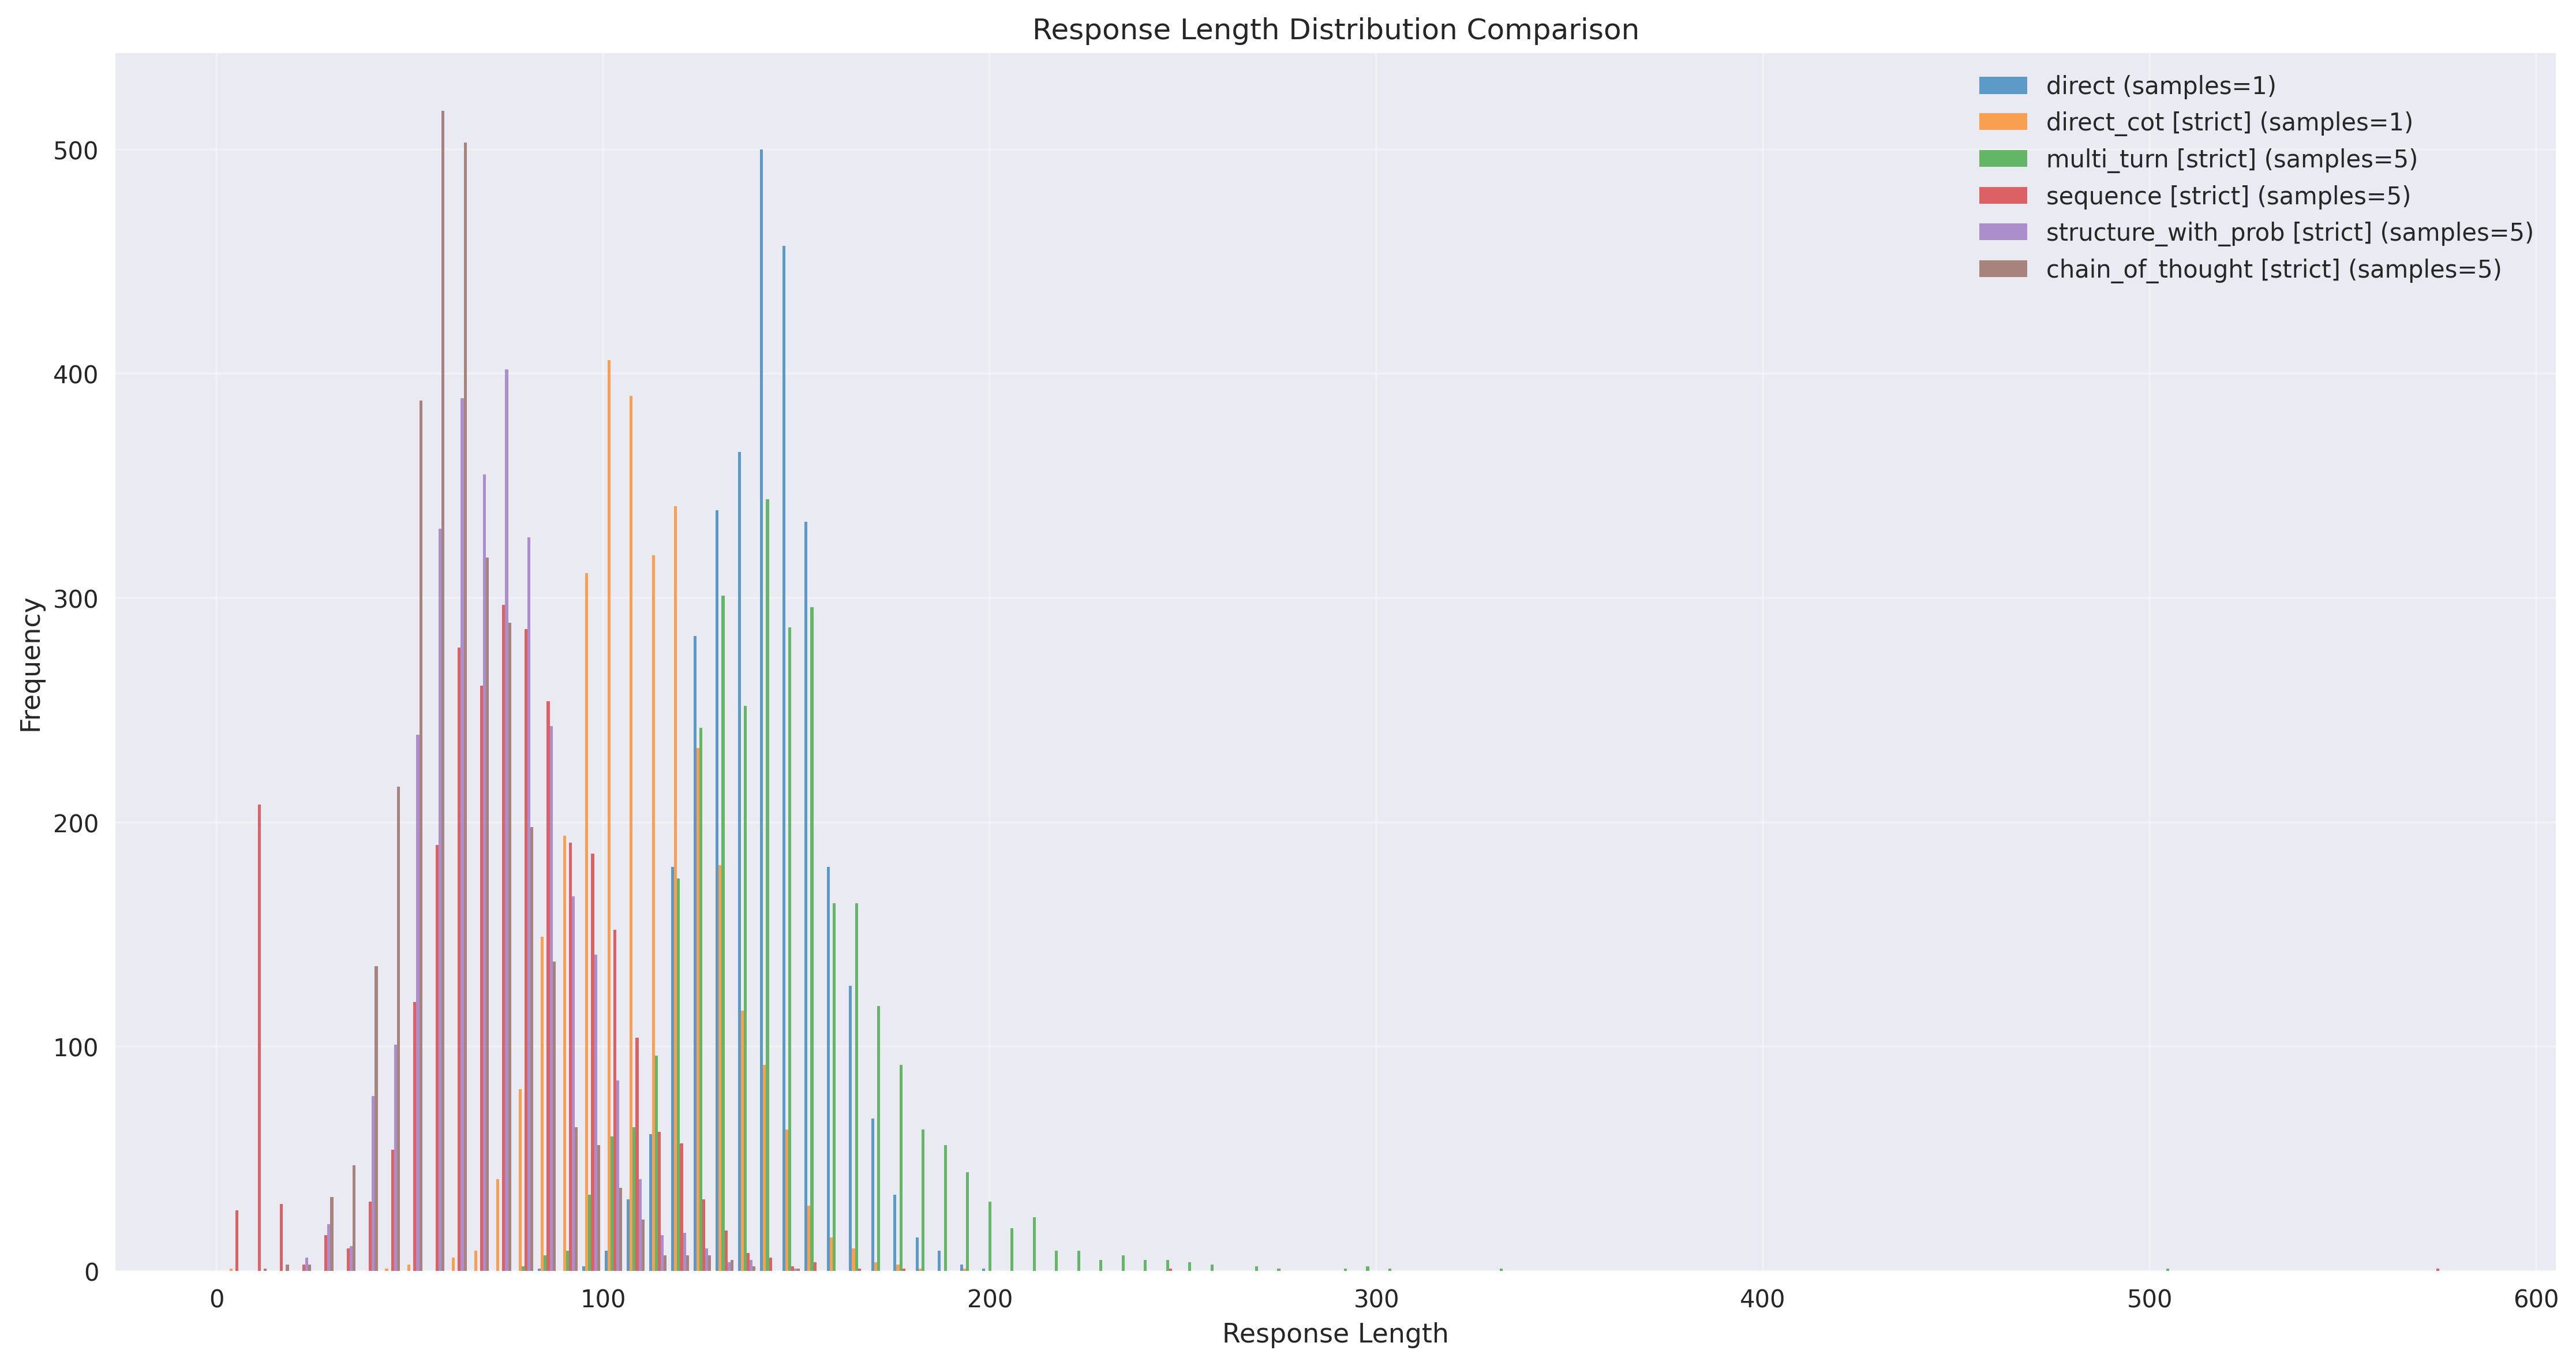 Response Length Distribution Comparison
direct (samples=1)
direct_cot [strict] (samples=1)
multi_turn [strict] (samples=5)
sequence [strict] (samples=5)
structure_with_prob [strict] (samples=5)
chain_of_thought [strict] (samples=5)
Frequency
500
400
300
200
100
0
0 100 200 300 400 500 600
Response Length